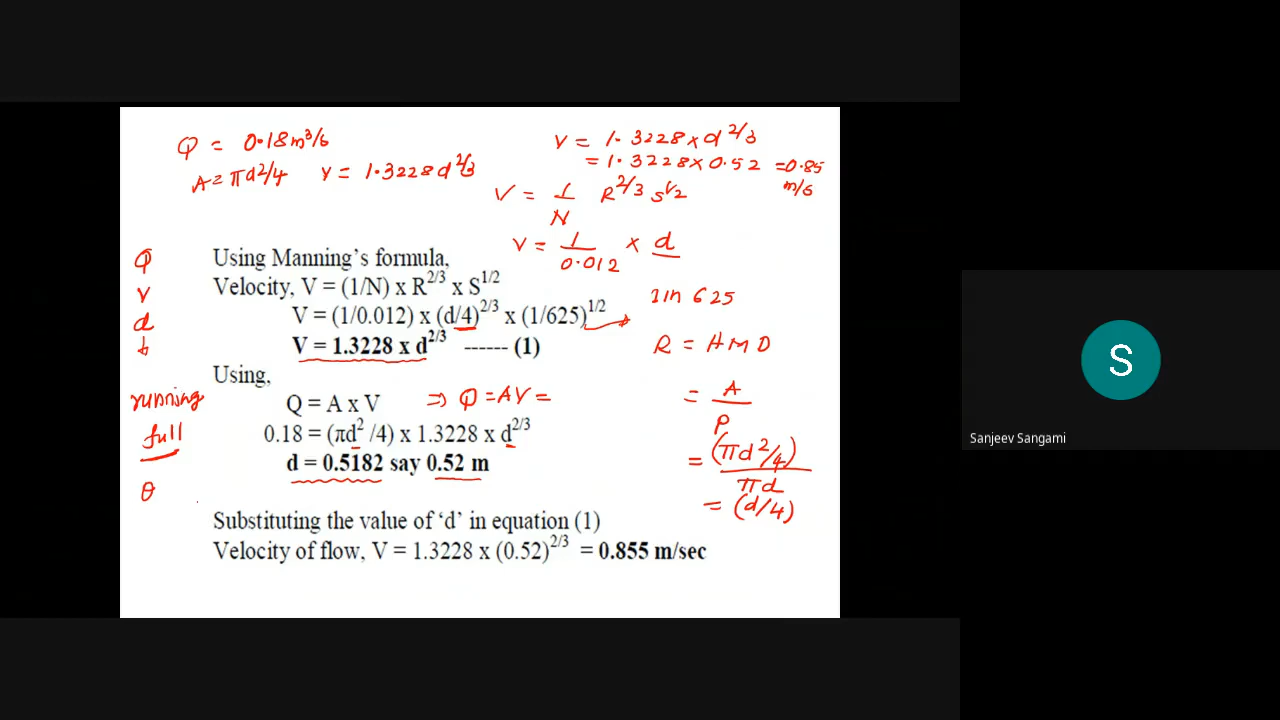 Q = 0.18m³/s
A = πd²/4 V = 1.3228 d^2/3
V = 1.3228 x d^2/3
= 1.3228 x 0.52 = 0.85
m/s
V = 1/N R^2/3 S^1/2
V = 1/0.012 x d
Q
V
d
running
full
θ
Using Manning's formula,
Velocity, V = (1/N) x R^2/3 x S^1/2
V = (1/0.012) x (d/4)^2/3 x (1/625)^1/2
V = 1.3228 x d^2/3 ------ (1)
Using,
Q = A x V ⇒ Q = AV =
0.18 = (πd² /4) x 1.3228 x d^2/3
d = 0.5182 say 0.52 m
Substituting the value of 'd' in equation (1)
Velocity of flow, V = 1.3228 x (0.52)^2/3 = 0.855 m/sec
1 in 625
R = HMD
= A/P
= (πd²/4)/πd
= (d/4)
S
Sanjeev Sangami